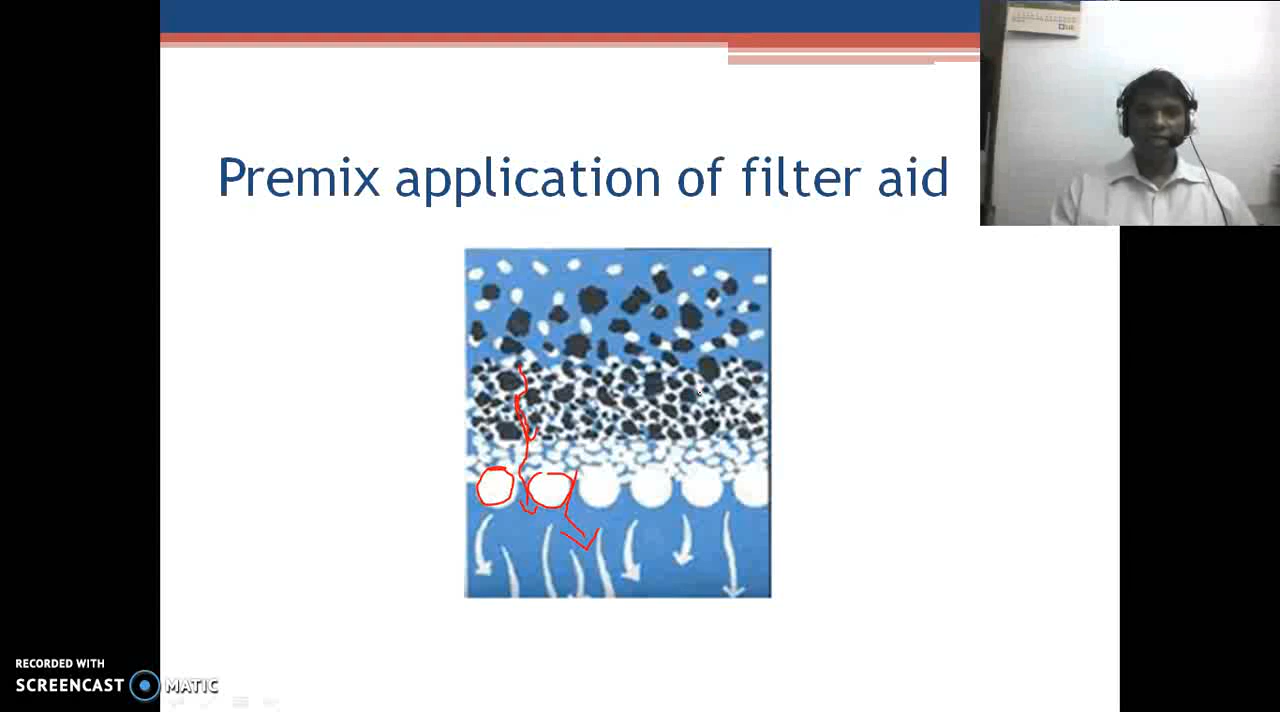 Premix application of filter aid
RECORDED WITH
SCREENCAST MATIC